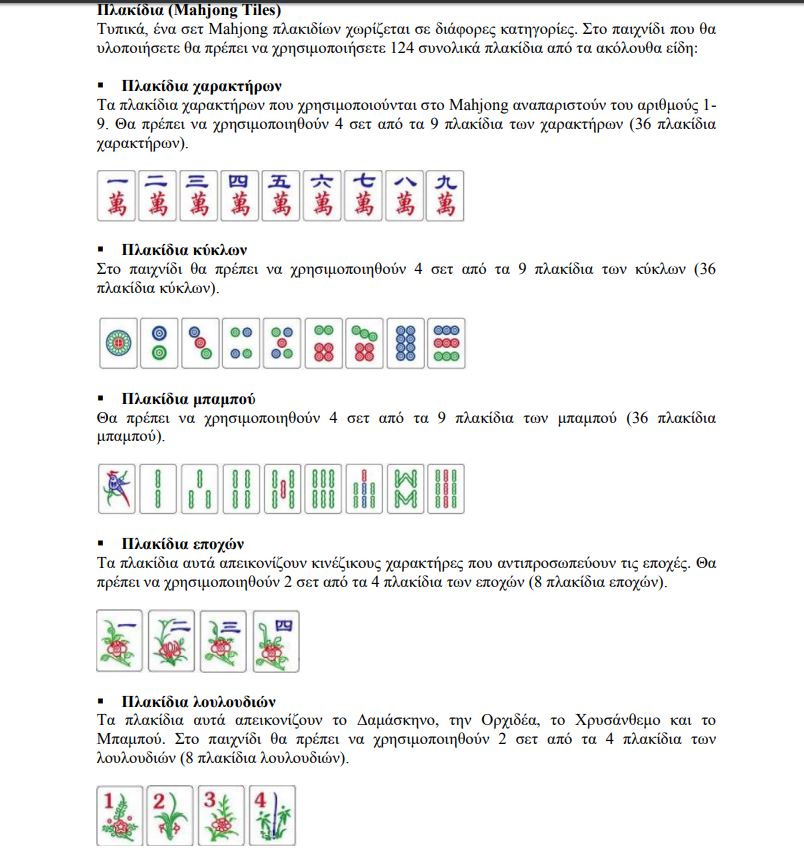 Πλακίδια (Mahjong Tiles)
Τυπικά, ένα σετ Mahjong πλακιδίων χωρίζεται σε διάφορες κατηγορίες. Στο παιχνίδι που θα
υλοποιήσετε θα πρέπει να χρησιμοποιήσετε 124 συνολικά πλακίδια από τα ακόλουθα είδη:
▪ Πλακίδια χαρακτήρων
Τα πλακίδια χαρακτήρων που χρησιμοποιούνται στο Mahjong αναπαριστούν του αριθμούς 1-
9. Θα πρέπει να χρησιμοποιηθούν 4 σετ από τα 9 πλακίδια των χαρακτήρων (36 πλακίδια
χαρακτήρων).
一 二 三 四 五 六 七 八 九
萬 萬 萬 萬 萬 萬 萬 萬 萬
▪ Πλακίδια κύκλων
Στο παιχνίδι θα πρέπει να χρησιμοποιηθούν 4 σετ από τα 9 πλακίδια των κύκλων (36
πλακίδια κύκλων).
▪ Πλακίδια μπαμπού
Θα πρέπει να χρησιμοποιηθούν 4 σετ από τα 9 πλακίδια των μπαμπού (36 πλακίδια
μπαμπού).
▪ Πλακίδια εποχών
Τα πλακίδια αυτά απεικονίζουν κινέζικους χαρακτήρες που αντιπροσωπεύουν τις εποχές. Θα
πρέπει να χρησιμοποιηθούν 2 σετ από τα 4 πλακίδια των εποχών (8 πλακίδια εποχών).
一 二 三 四
▪ Πλακίδια λουλουδιών
Τα πλακίδια αυτά απεικονίζουν το Δαμάσκηνο, την Ορχιδέα, το Χρυσάνθεμο και το
Μπαμπού. Στο παιχνίδι θα πρέπει να χρησιμοποιηθούν 2 σετ από τα 4 πλακίδια των
λουλουδιών (8 πλακίδια λουλουδιών).
1 2 3 4